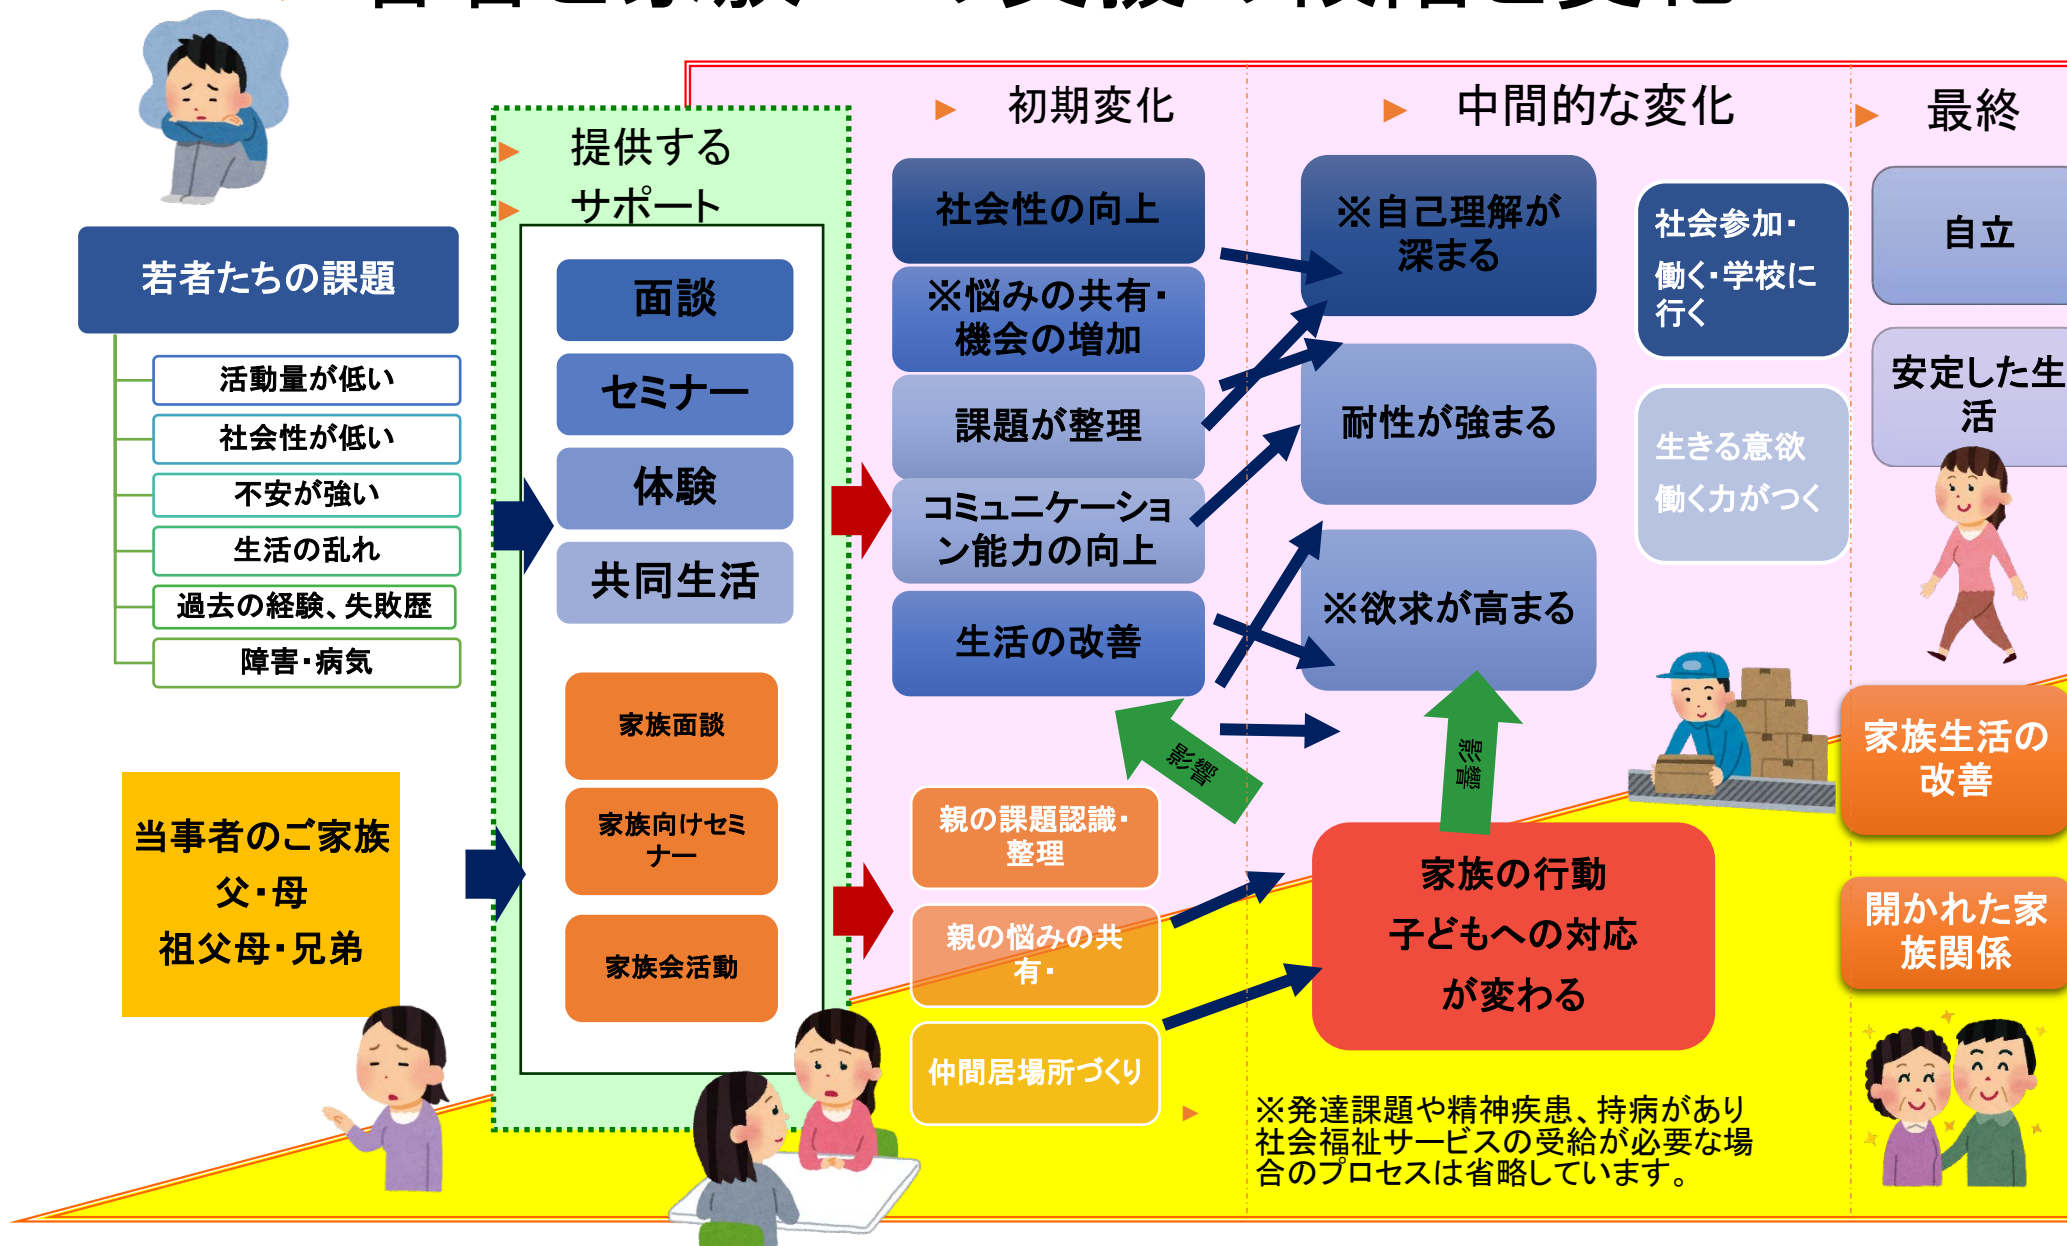 若者たちの課題
活動量が低い
社会性が低い
不安が強い
生活の乱れ
過去の経験、失敗歴
障害・病気
当事者のご家族
父・母
祖父母・兄弟
提供する
サポート
面談
セミナー
体験
共同生活
家族面談
家族向けセミ
ナー
家族会活動
初期変化
社会性の向上
※悩みの共有・
機会の増加
課題が整理
コミュニケーショ
ン能力の向上
生活の改善
影響
親の課題認識・
整理
親の悩みの共
有・
仲間居場所づくり
中間的な変化
※自己理解が
深まる
耐性が強まる
※欲求が高まる
影響
社会参加・
働く・学校に
行く
生きる意欲
働く力がつく
家族の行動
子どもへの対応
が変わる
※発達課題や精神疾患、持病があり
社会福祉サービスの受給が必要な場
合のプロセスは省略しています。
最終
自立
安定した生
活
家族生活の
改善
開かれた家
族関係